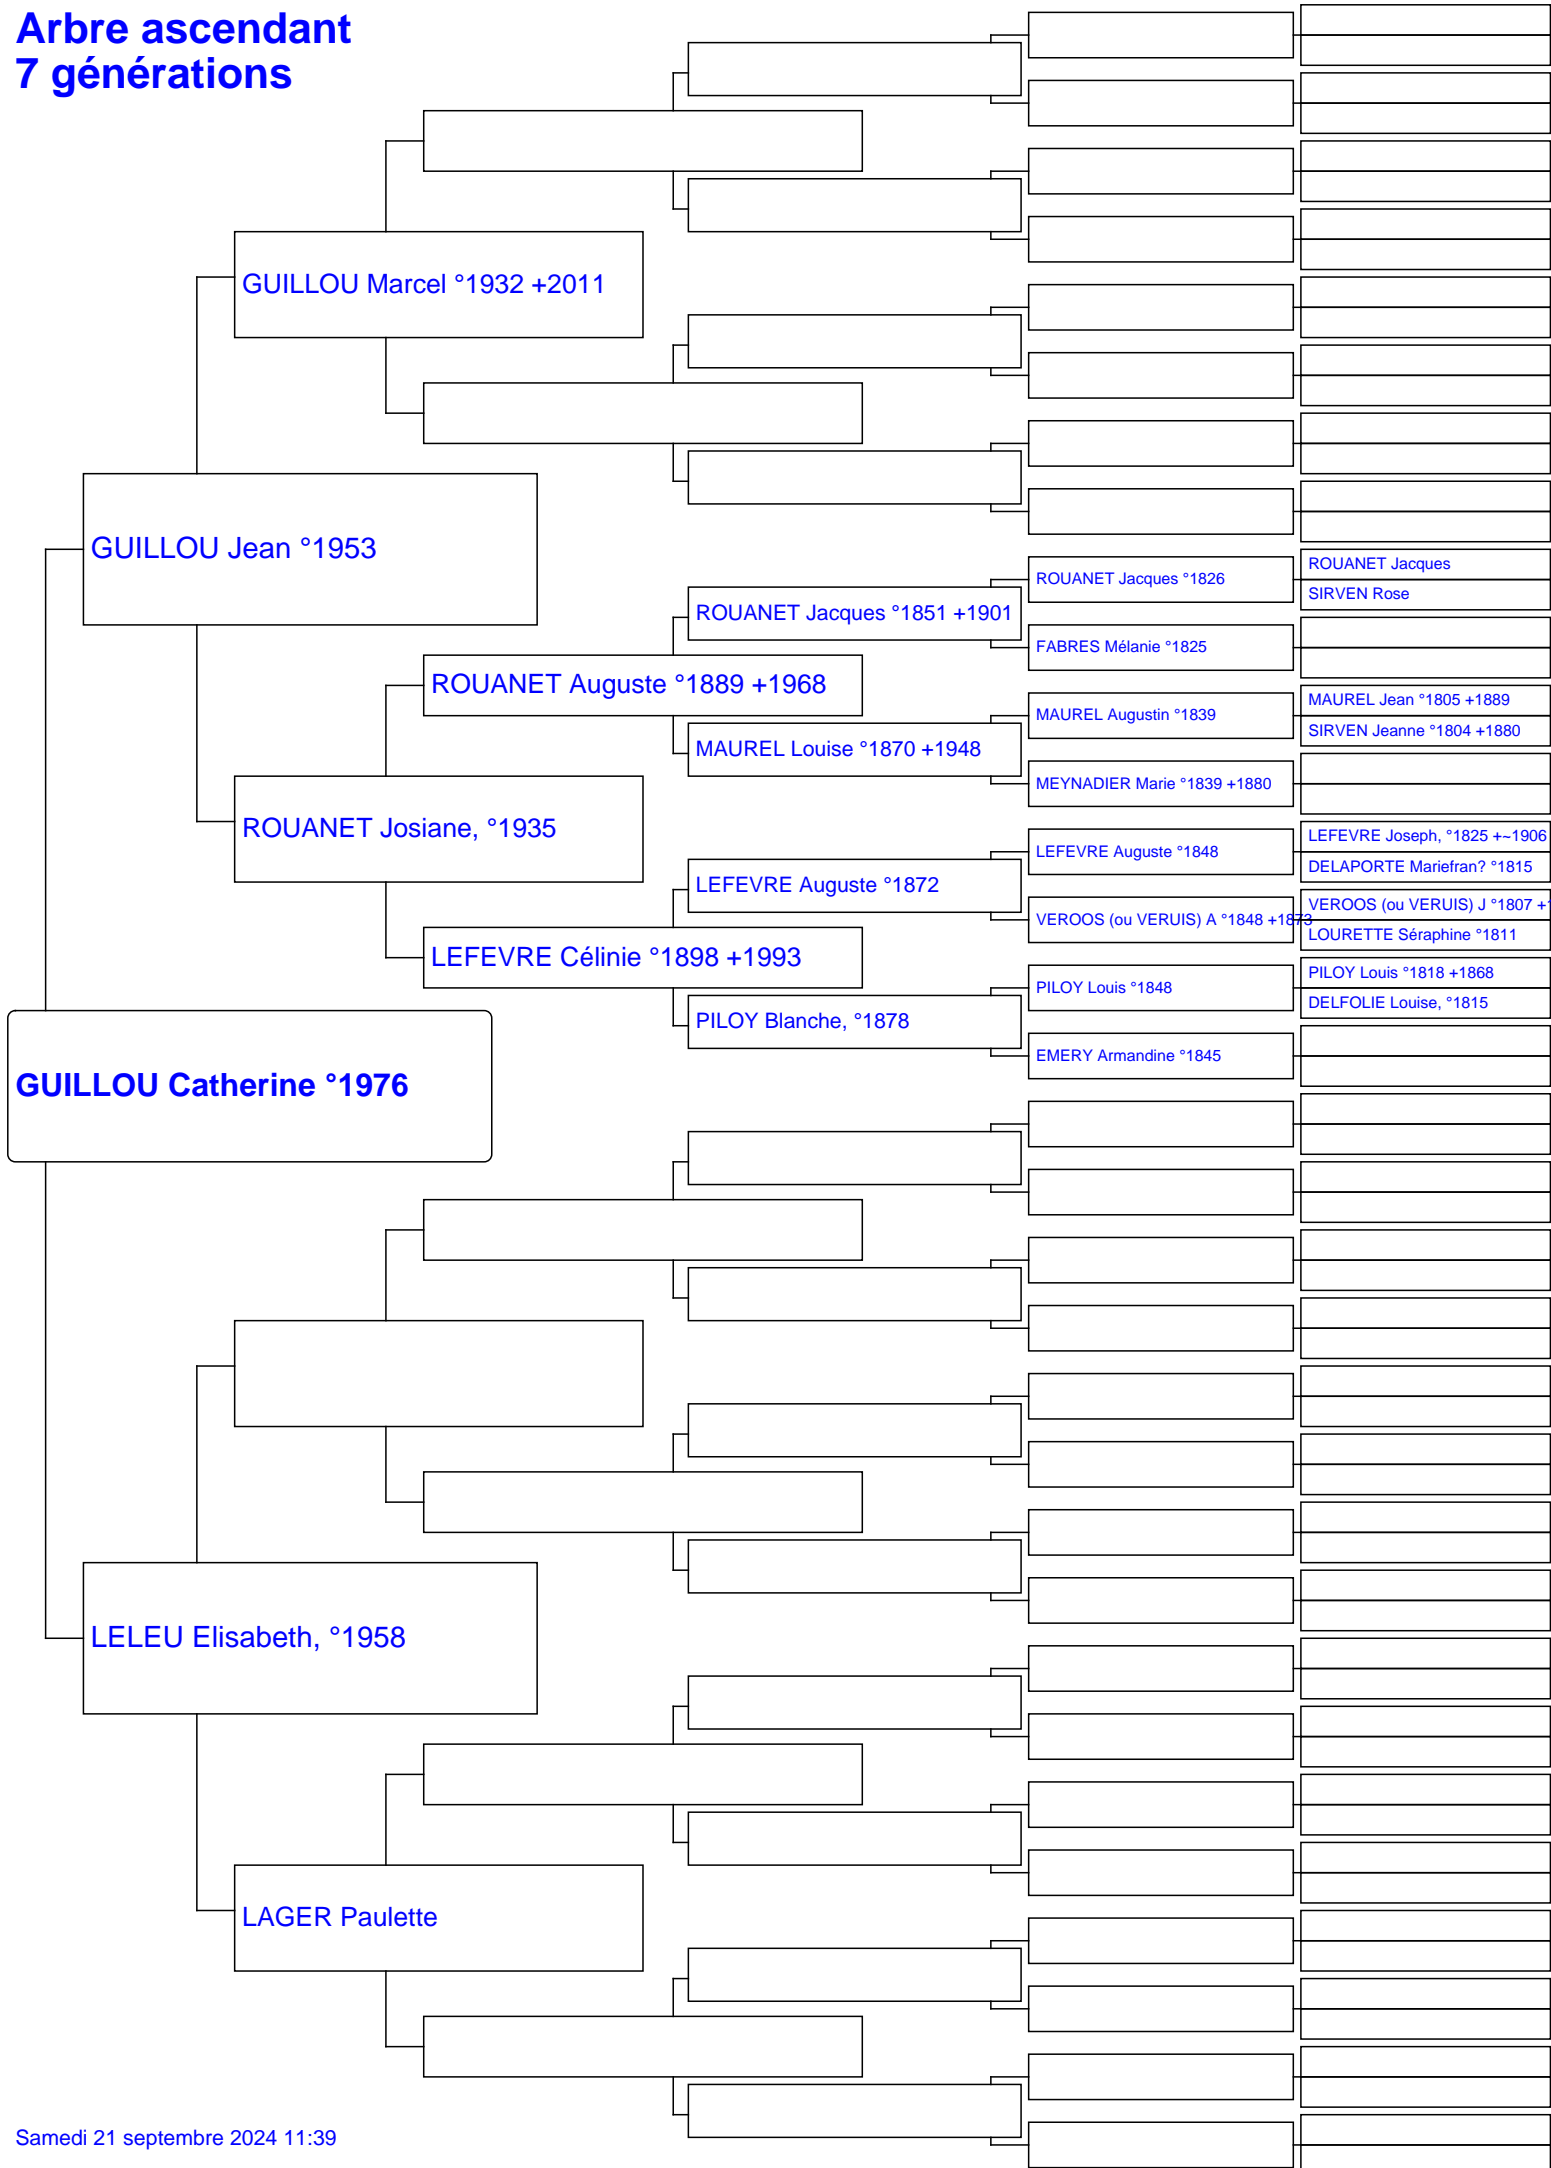 Arbre ascendant
7 générations
GUILLOU Marcel °1932 +2011
GUILLOU Jean °1953
ROUANET Jacques °1826
ROUANET Jacques
SIRVEN Rose
ROUANET Jacques °1851 +1901
FABRES Mélanie °1825
ROUANET Auguste °1889 +1968
MAUREL Augustin °1839
MAUREL Jean °1805 +1889
SIRVEN Jeanne °1804 +1880
MAUREL Louise °1870 +1948
MEYNADIER Marie °1839 +1880
ROUANET Josiane, °1935
LEFEVRE Auguste °1848
LEFEVRE Joseph, °1825 +~1906
DELAPORTE Mariefran? °1815
LEFEVRE Auguste °1872
VEROOS (ou VERUIS) A °1848 +1873
VEROOS (ou VERUIS) J °1807 +1
LOURETTE Séraphine °1811
LEFEVRE Célinie °1898 +1993
PILOY Louis °1848
PILOY Louis °1818 +1868
DELFOLIE Louise, °1815
PILOY Blanche, °1878
EMERY Armandine °1845
GUILLOU Catherine °1976
LELEU Elisabeth, °1958
LAGER Paulette
Samedi 21 septembre 2024 11:39